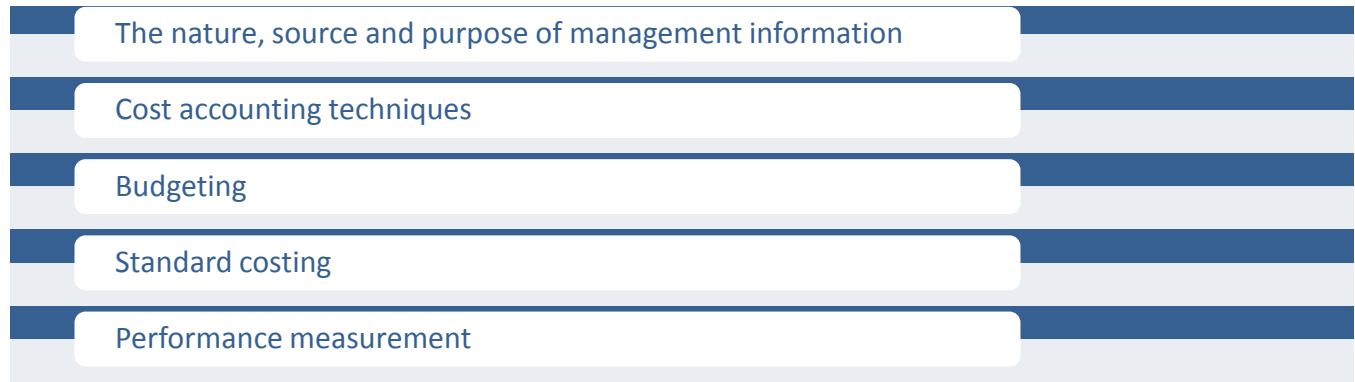 The nature, source and purpose of management information
Cost accounting techniques
Budgeting
Standard costing
Performance measurement